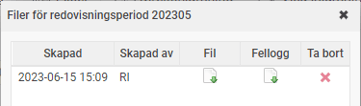 Filer för redovisningsperiod 202305
Skapad Skapad av Fil Fellogg Ta bort
2023-06-15 15:09 RI